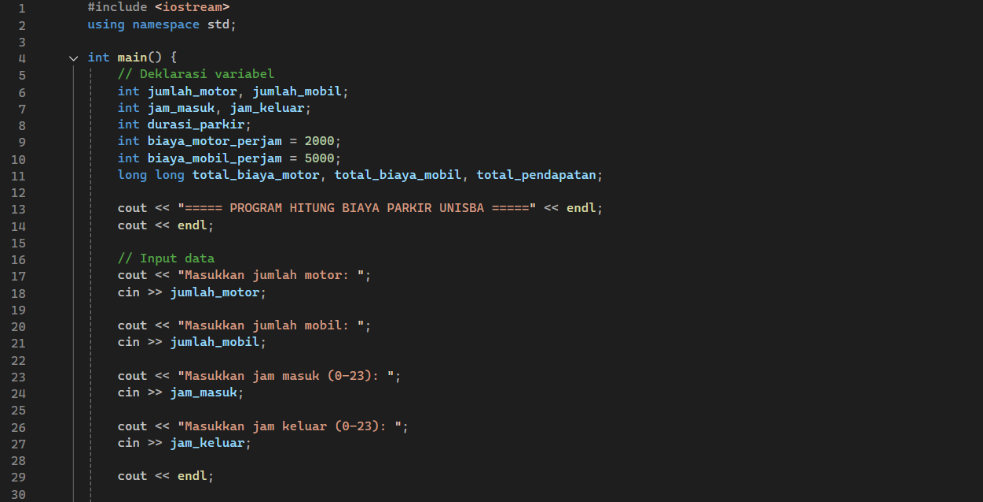 1 #include <iostream>
2 using namespace std;
3
4 int main() {
5 // Deklarasi variabel
6 int jumlah_motor, jumlah_mobil;
7 int jam_masuk, jam_keluar;
8 int durasi_parkir;
9 int biaya_motor_perjam = 2000;
10 int biaya_mobil_perjam = 5000;
11 long long total_biaya_motor, total_biaya_mobil, total_pendapatan;
12
13 cout << "===== PROGRAM HITUNG BIAYA PARKIR UNISBA =====" << endl;
14 cout << endl;
15
16 // Input data
17 cout << "Masukkan jumlah motor: ";
18 cin >> jumlah_motor;
19
20 cout << "Masukkan jumlah mobil: ";
21 cin >> jumlah_mobil;
22
23 cout << "Masukkan jam masuk (0-23): ";
24 cin >> jam_masuk;
25
26 cout << "Masukkan jam keluar (0-23): ";
27 cin >> jam_keluar;
28
29 cout << endl;
30